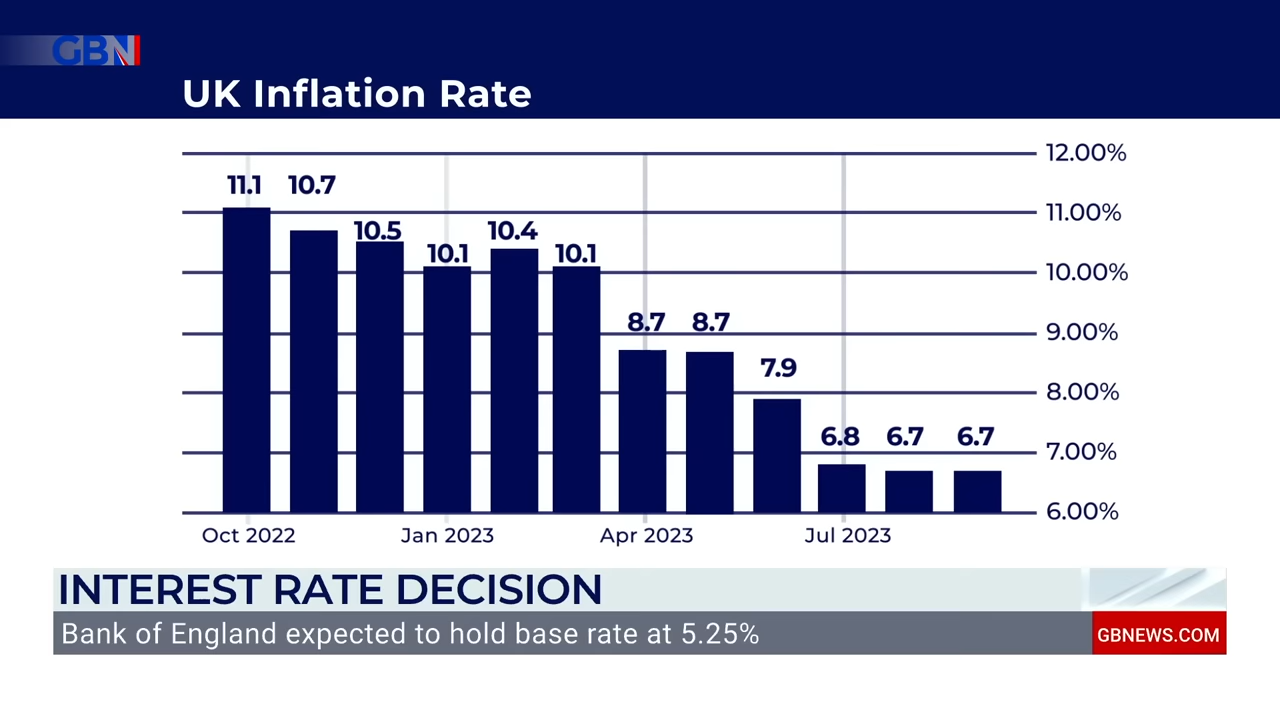 GBN
UK Inflation Rate
12.00%
11.1 10.7
11.00%
10.5 10.1 10.4 10.1
10.00%
8.7 8.7
9.00%
7.9
8.00%
6.8 6.7 6.7
7.00%
6.00%
Oct 2022 Jan 2023 Apr 2023 Jul 2023
INTEREST RATE DECISION
Bank of England expected to hold base rate at 5.25%
GBNEWS.COM